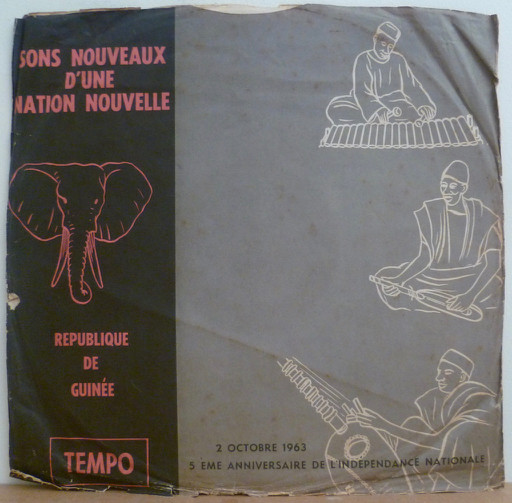 SONS NOUVEAUX
D'UNE
NATION NOUVELLE
REPUBLIQUE
DE
GUINÉE
TEMPO
2 OCTOBRE 1963
5 EME ANNIVERSAIRE DE L'INDEPENDANCE NATIONALE